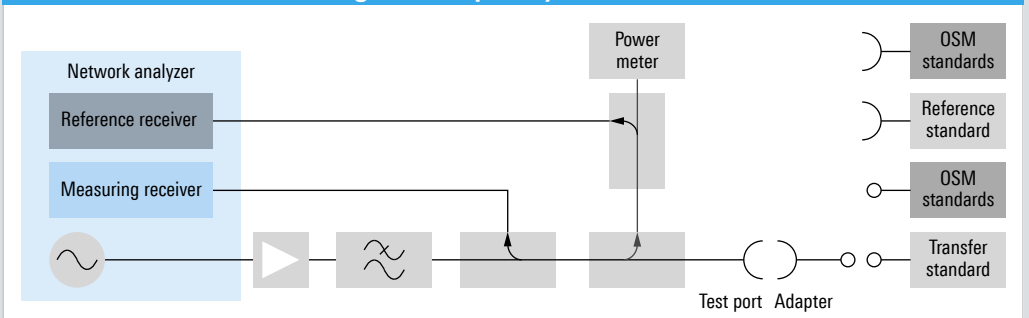 Power
meter
OSM
standards
Network analyzer
Reference receiver
Reference
standard
Measuring receiver
OSM
standards
Transfer
standard
Test port Adapter